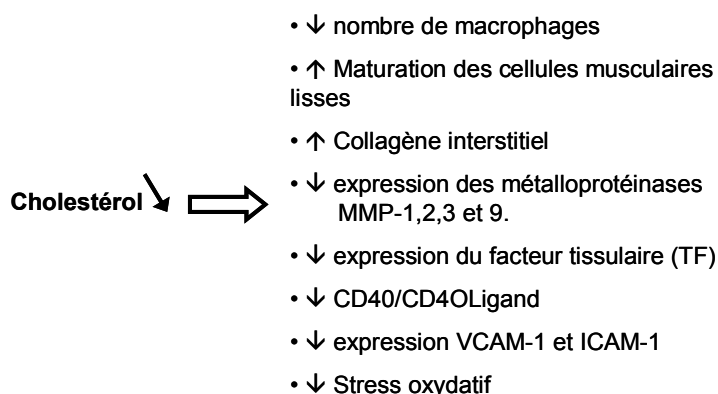 • ↓ nombre de macrophages
• ↑ Maturation des cellules musculaires
lisses
• ↑ Collagène interstitiel
Cholestérol
• ↓ expression des métalloprotéinases
MMP-1,2,3 et 9.
• ↓ expression du facteur tissulaire (TF)
• ↓ CD40/CD4OLigand
• ↓ expression VCAM-1 et ICAM-1
• ↓ Stress oxydatif